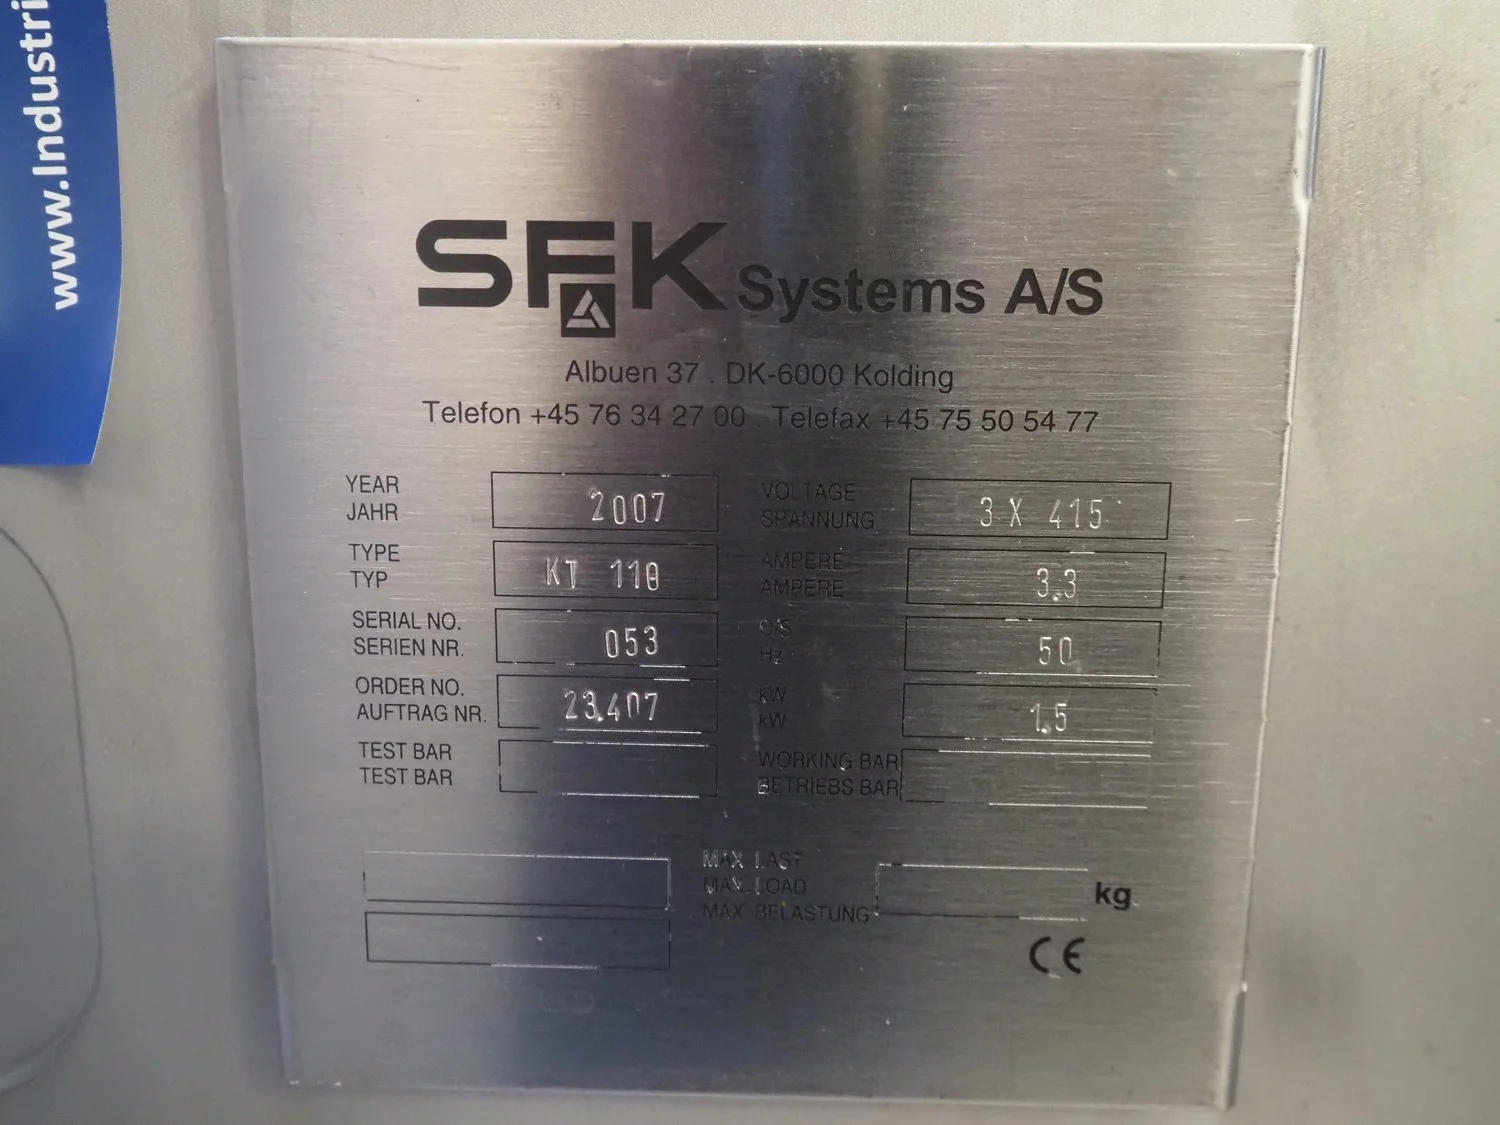 www.Industri
SFK Systems A/S
Albuen 37 . DK-6000 Kolding
Telefon +45 76 34 27 00 . Telefax +45 75 50 54 77
YEAR
JAHR
2007
VOLTAGE
SPANNUNG
3 X 415
TYPE
TYP
KT 110
AMPERE
AMPERE
3.3
SERIAL NO.
SERIEN NR.
053
C/S
Hz
50
ORDER NO.
AUFTRAG NR.
23.407
kW
kW
1.5
TEST BAR
TEST BAR
WORKING BAR
BETRIEBS BAR
MAX LAST
MAX LOAD
MAX BELASTUNG
kg
CE